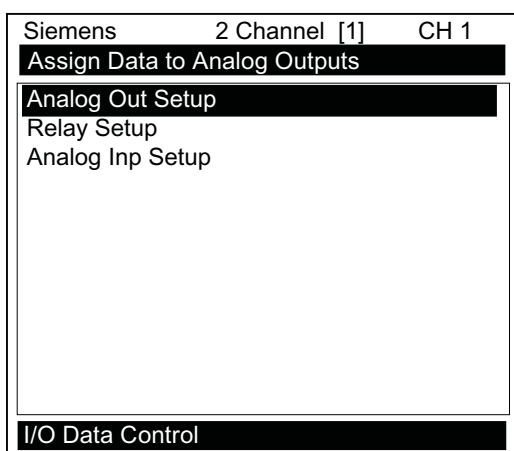 Siemens 2 Channel [1] CH 1
Assign Data to Analog Outputs
Analog Out Setup
Relay Setup
Analog Inp Setup
I/O Data Control